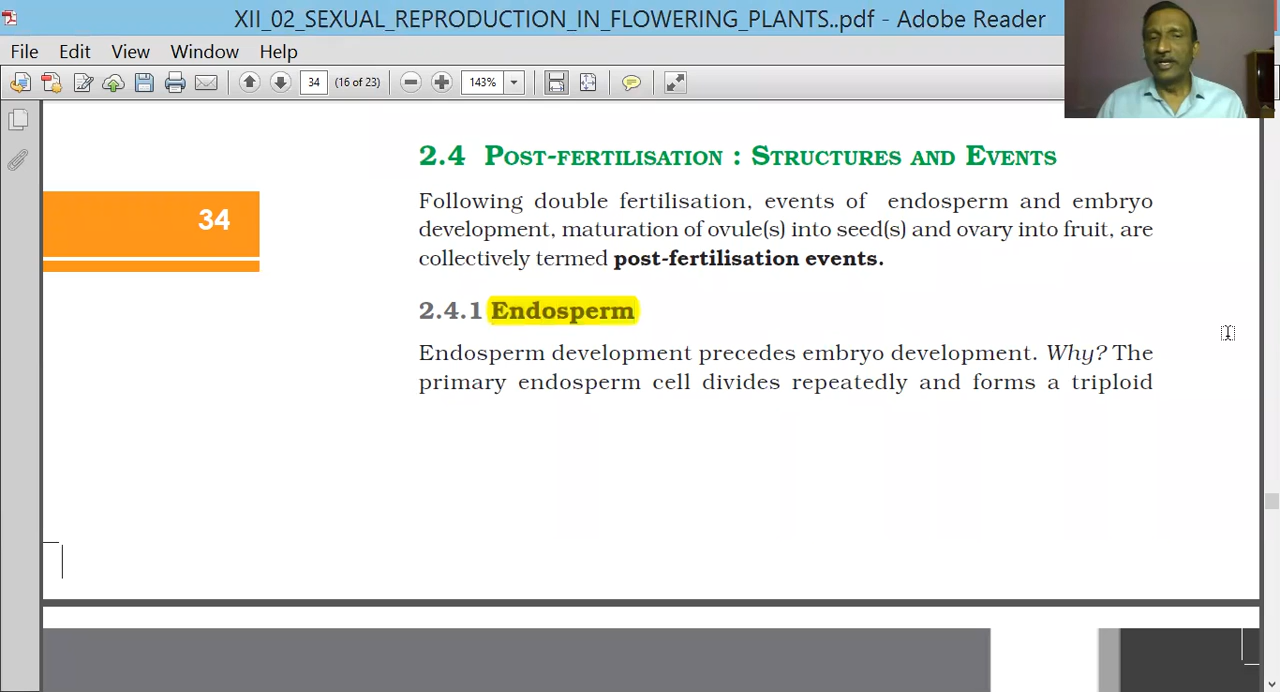 XII_02_SEXUAL_REPRODUCTION_IN_FLOWERING_PLANTS..pdf - Adobe Reader
File Edit View Window Help
34 (16 of 23) 143%
2.4 POST-FERTILISATION : STRUCTURES AND EVENTS
34
Following double fertilisation, events of endosperm and embryo
development, maturation of ovule(s) into seed(s) and ovary into fruit, are
collectively termed post-fertilisation events.
2.4.1 Endosperm
Endosperm development precedes embryo development. Why? The
primary endosperm cell divides repeatedly and forms a triploid